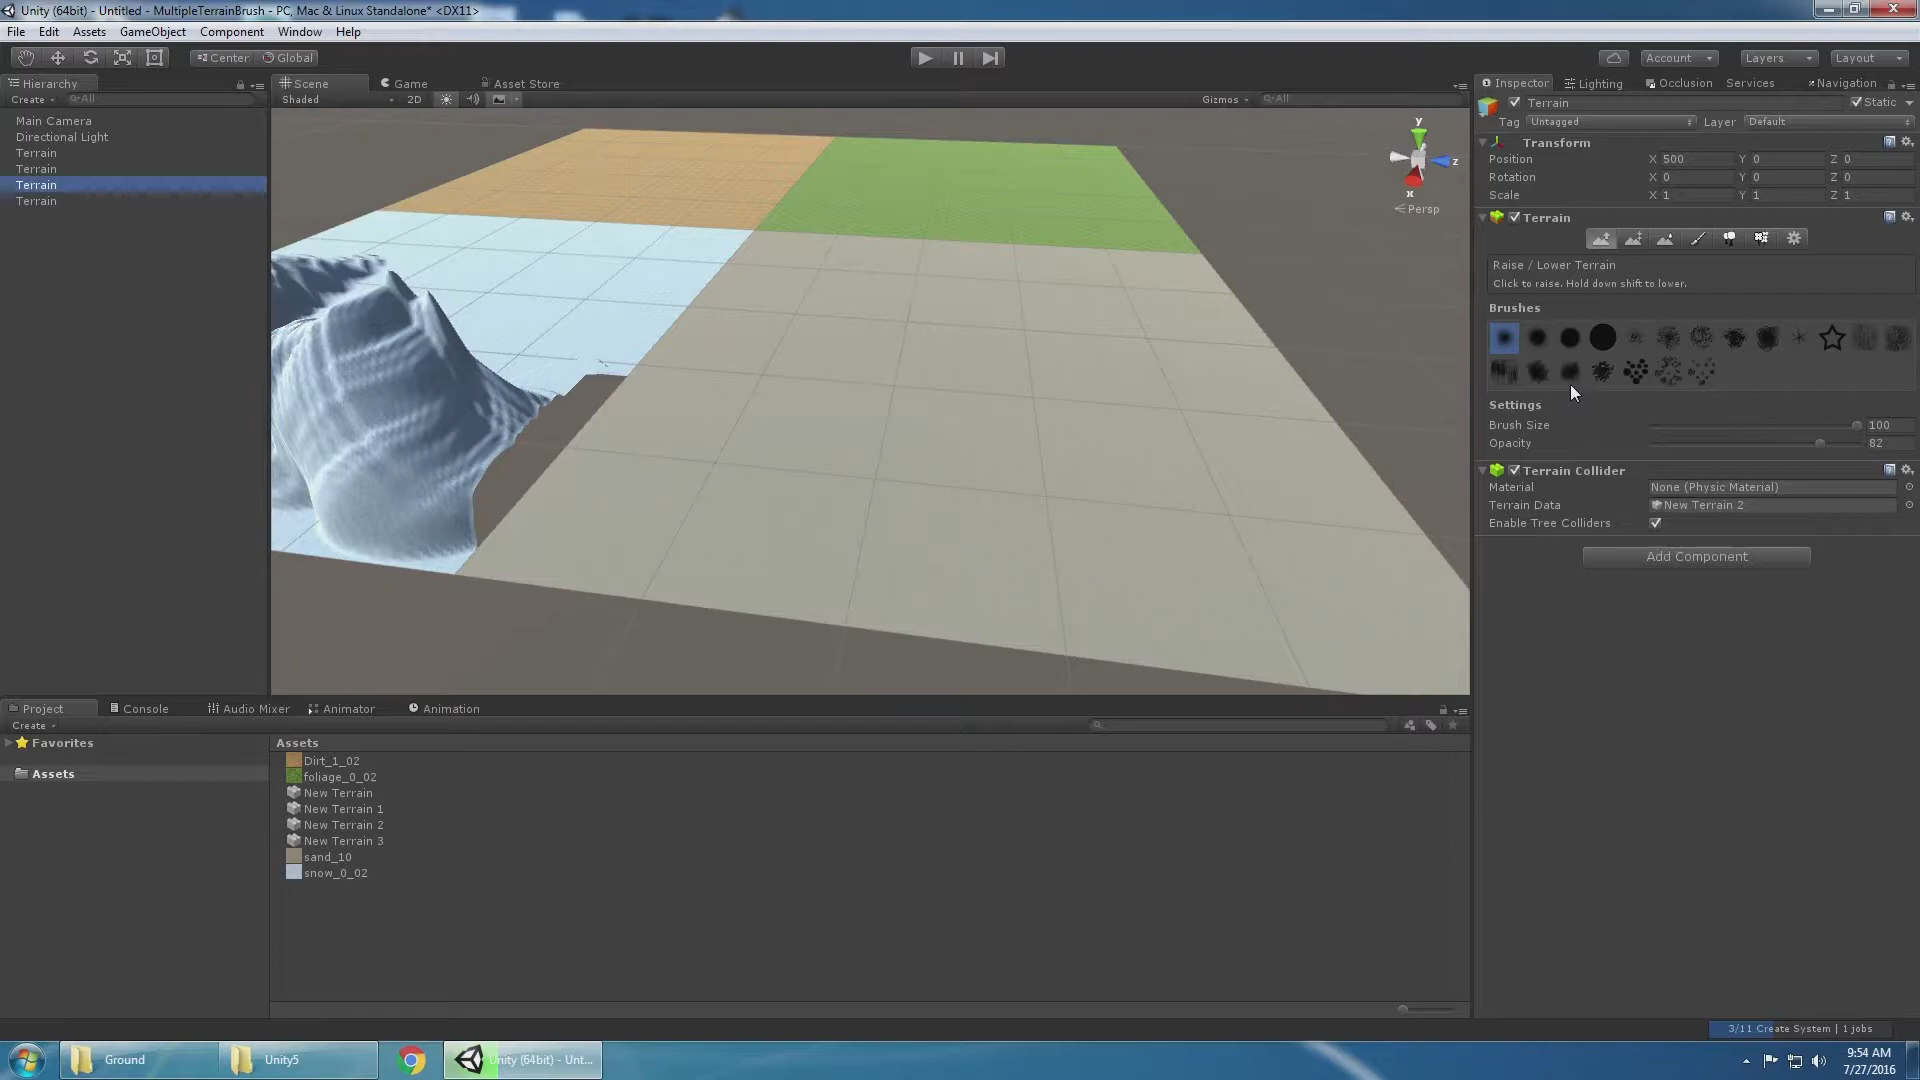 Unity (64bit) - Untitled - MultipleTerrainBrush - PC, Mac & Linux Standalone* <DX11>
File Edit Assets GameObject Component Window Help
Center Global Account Layers Layout
Hierarchy
Create All
Main Camera
Directional Light
Terrain
Terrain
Terrain
Terrain
Scene Game Asset Store
Shaded 2D Gizmos All
y
z
x
Persp
Inspector Lighting Occlusion Services Navigation
Terrain Static
Tag Untagged Layer Default
Transform
Position X 500 Y 0 Z 0
Rotation X 0 Y 0 Z 0
Scale X 1 Y 1 Z 1
Terrain
Raise / Lower Terrain
Click to raise. Hold down shift to lower.
Brushes
Settings
Brush Size 100
Opacity 82
Terrain Collider
Material None (Physic Material)
Terrain Data New Terrain 2
Enable Tree Colliders
Add Component
Project Console Audio Mixer Animator Animation
Create
Favorites
Assets
Assets
Dirt_1_02
foliage_0_02
New Terrain
New Terrain 1
New Terrain 2
New Terrain 3
sand_10
snow_0_02
3/11 Create System | 1 jobs
Ground Unity5 Unity (64bit) - Unt...
9:54 AM
7/27/2016